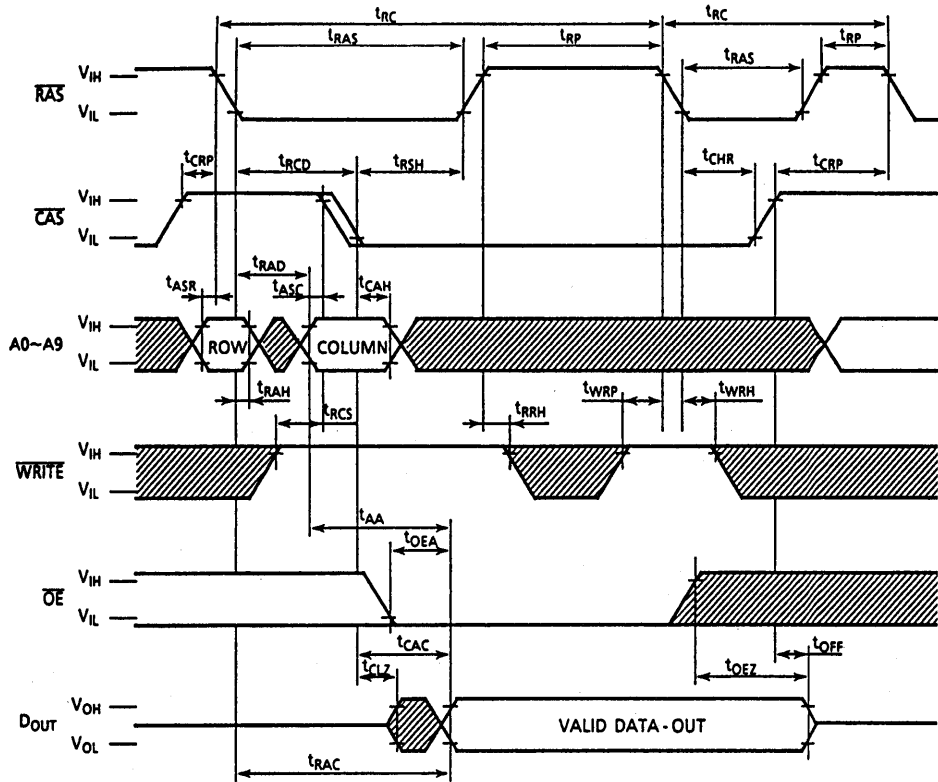 tRC tRC
tRAS tRP tRAS tRP
RAS VIH
VIL
tCRP tRCD tRSH tCHR tCRP
CAS VIH
VIL
tRAD
tASR tASC tCAH
A0~A9 VIH
VIL
ROW COLUMN
tRAH tRCS tRRH tWRP tWRH
WRITE VIH
VIL
tAA
tOEA
OE VIH
VIL
tCAC tOFF
tCLZ tOEZ
DOUT VOH
VOL
VALID DATA-OUT
tRAC